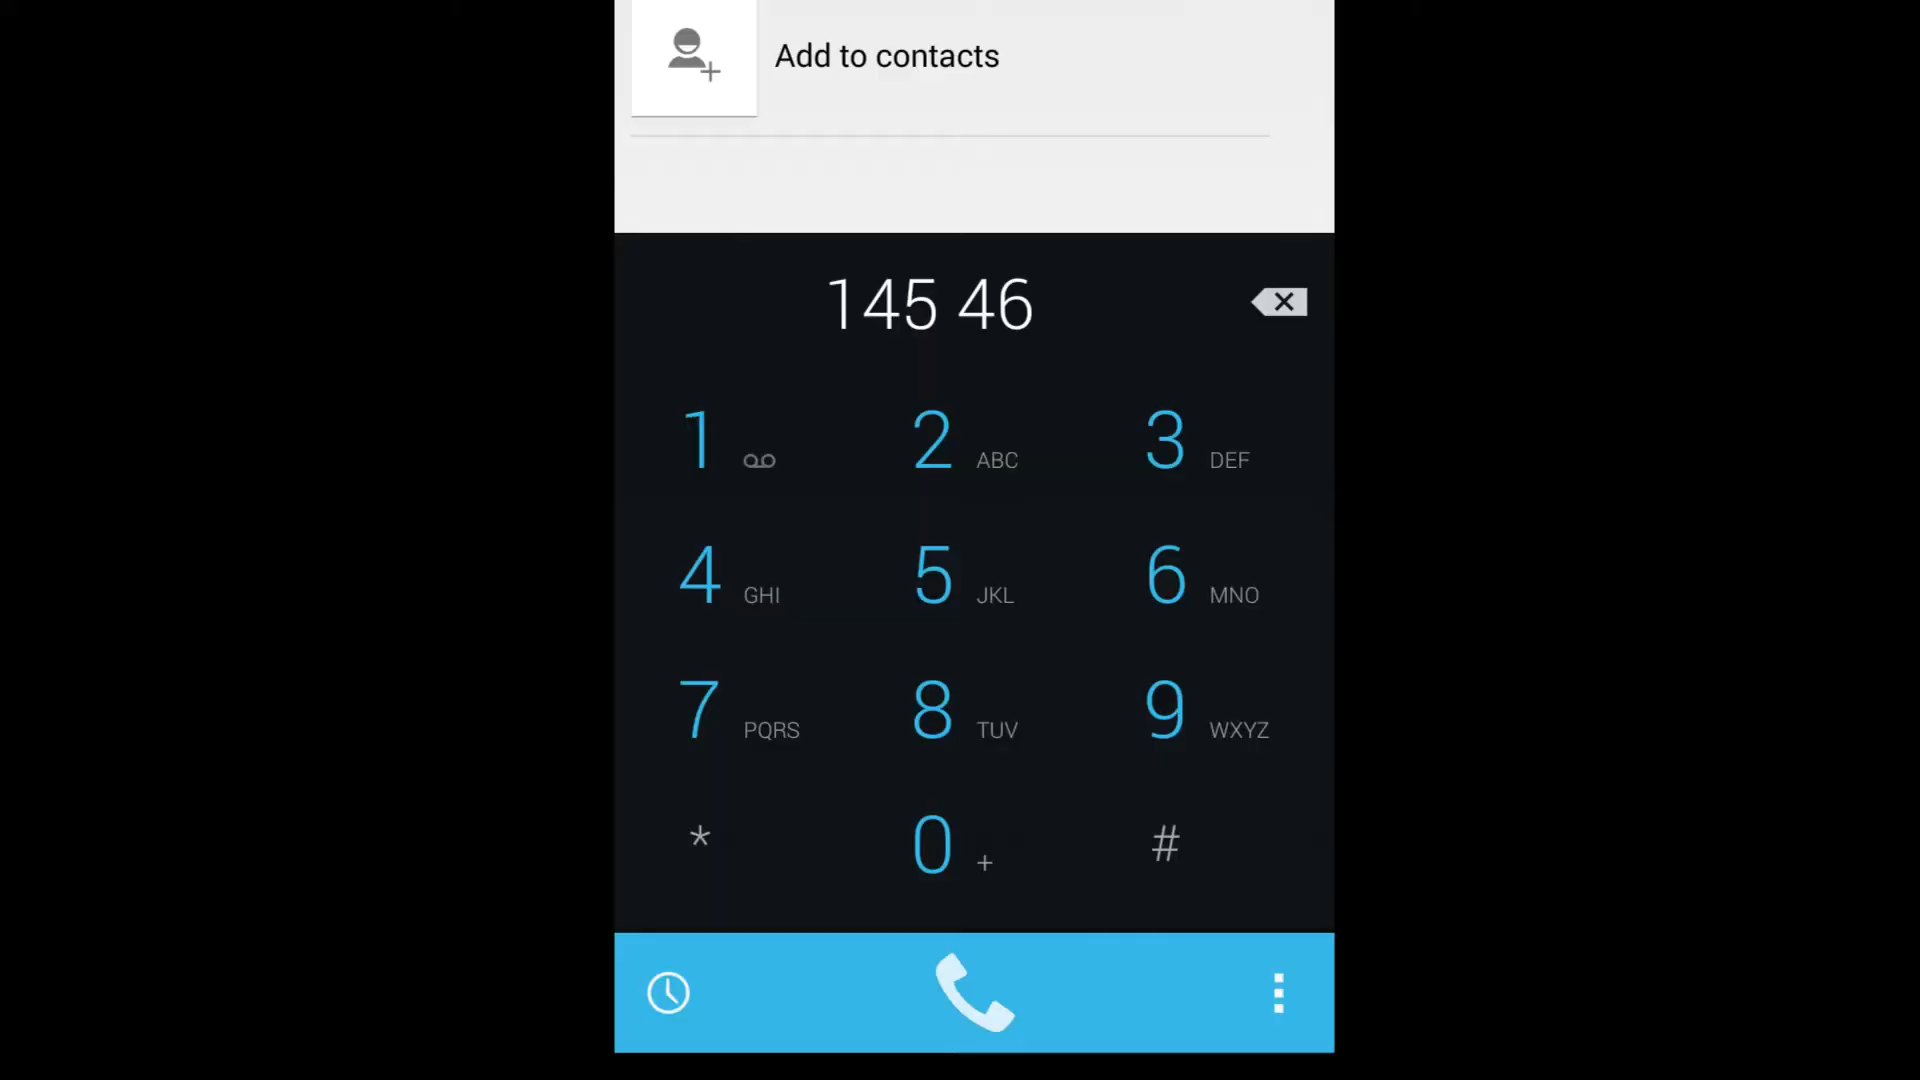 Add to contacts
145 46
1 2 ABC 3 DEF
4 GHI 5 JKL 6 MNO
7 PQRS 8 TUV 9 WXYZ
* 0 + #